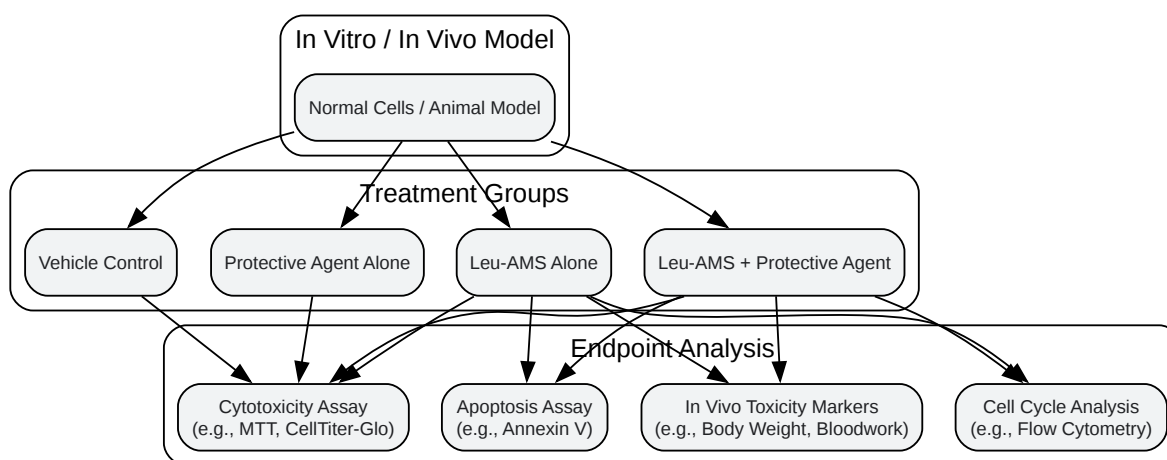 In Vitro / In Vivo Model
Normal Cells / Animal Model
Treatment Groups
Vehicle Control
Protective Agent Alone
Leu-AMS Alone
Leu-AMS + Protective Agent
Endpoint Analysis
Cytotoxicity Assay
(e.g., MTT, CellTiter-Glo)
Apoptosis Assay
(e.g., Annexin V)
In Vivo Toxicity Markers
(e.g., Body Weight, Bloodwork)
Cell Cycle Analysis
(e.g., Flow Cytometry)